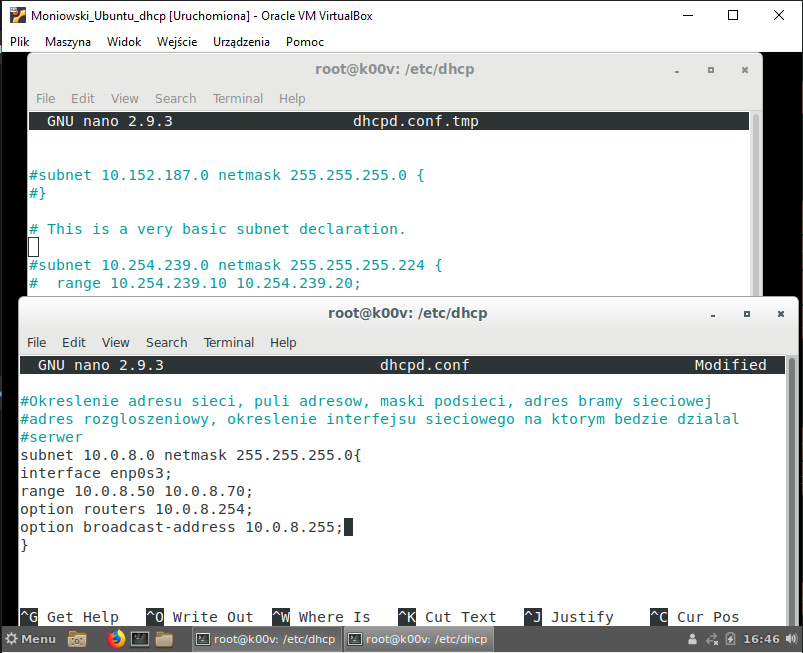 Moniowski_Ubuntu_dhcp [Uruchomiona] - Oracle VM VirtualBox
Plik Maszyna Widok Wejście Urządzenia Pomoc
root@k00v: /etc/dhcp
File Edit View Search Terminal Help
GNU nano 2.9.3 dhcpd.conf.tmp
#subnet 10.152.187.0 netmask 255.255.255.0 {
#}
# This is a very basic subnet declaration.
#subnet 10.254.239.0 netmask 255.255.255.224 {
#  range 10.254.239.10 10.254.239.20;
root@k00v: /etc/dhcp
File Edit View Search Terminal Help
GNU nano 2.9.3 dhcpd.conf Modified
#Okreslenie adresu sieci, puli adresow, maski podsieci, adres bramy sieciowej
#adres rozgloszeniowy, okreslenie interfejsu sieciowego na ktorym bedzie dzialal
#serwer
subnet 10.0.8.0 netmask 255.255.255.0{
interface enp0s3;
range 10.0.8.50 10.0.8.70;
option routers 10.0.8.254;
option broadcast-address 10.0.8.255;
}
^G Get Help ^O Write Out ^W Where Is ^K Cut Text ^J Justify ^C Cur Pos
Menu root@k00v: /etc/dhcp root@k00v: /etc/dhcp 16:46